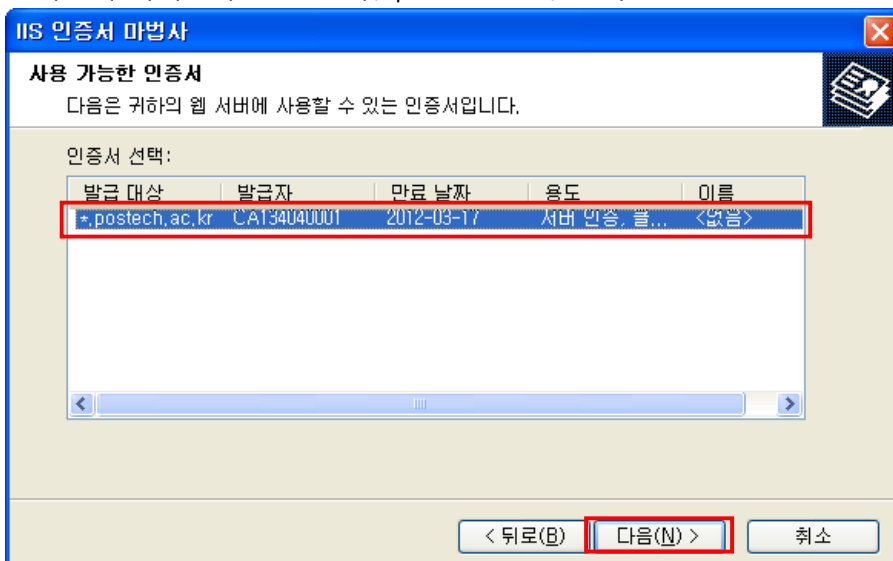 IIS 인증서 마법사
사용 가능한 인증서
다음은 귀하의 웹 서버에 사용할 수 있는 인증서입니다.
인증서 선택:
발급 대상 발급자 만료 날짜 용도 이름
*.postech.ac.kr CA134040001 2012-03-17 서버 인증, 클... <없음>
< 뒤로(B) 다음(N) > 취소